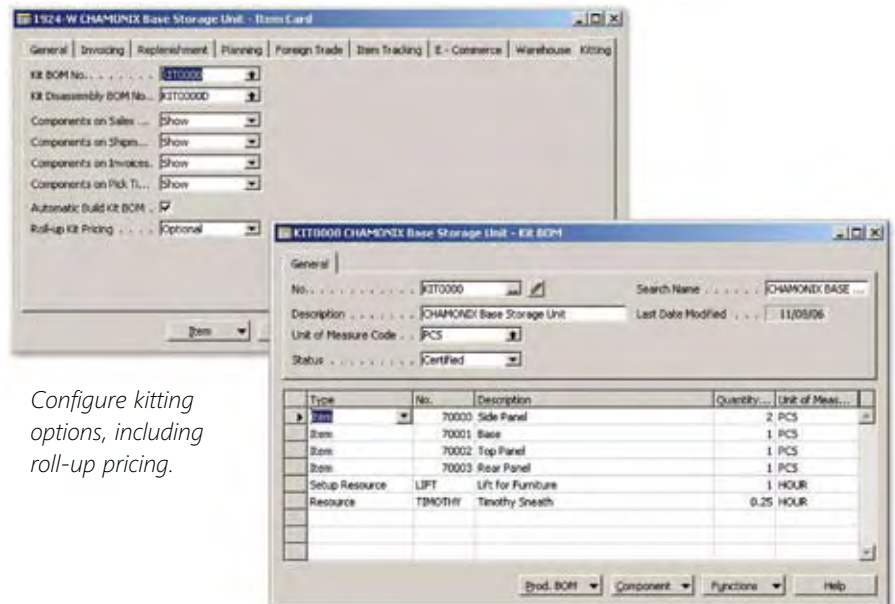 1924-W CHAMONIX Base Storage Unit - Item Card
General Invoicing Replenishment Planning Foreign Trade Item Tracking E - Commerce Warehouse Kitting
Kit BOM No. . . . . . . . KIT0000
Kit Disassembly BOM No... KIT0000D
Components on Sales ... Show
Components on Shipm... Show
Components on Invoices. Show
Components on Pick Ti... Show
Automatic Build Kit BOM .
Roll-up Kit Pricing . . . . Optional
Item
KIT0000 CHAMONIX Base Storage Unit - Kit BOM
General
No. . . . . . . . . . . . KIT0000 ... Search Name . . . . . . CHAMONIX BASE ...
Description . . . . . . . CHAMONIX Base Storage Unit Last Date Modified . . . 11/08/06
Unit of Measure Code . . PCS
Status . . . . . . . . . Certified
Type No. Description Quantity... Unit of Meas...
Item 70000 Side Panel 2 PCS
Item 70001 Base 1 PCS
Item 70002 Top Panel 1 PCS
Item 70003 Rear Panel 1 PCS
Setup Resource LIFT Lift for Furniture 1 HOUR
Resource TIMOTHY Timothy Sneath 0.25 HOUR
Prod. BOM Component Functions Help
Configure kitting
options, including
roll-up pricing.